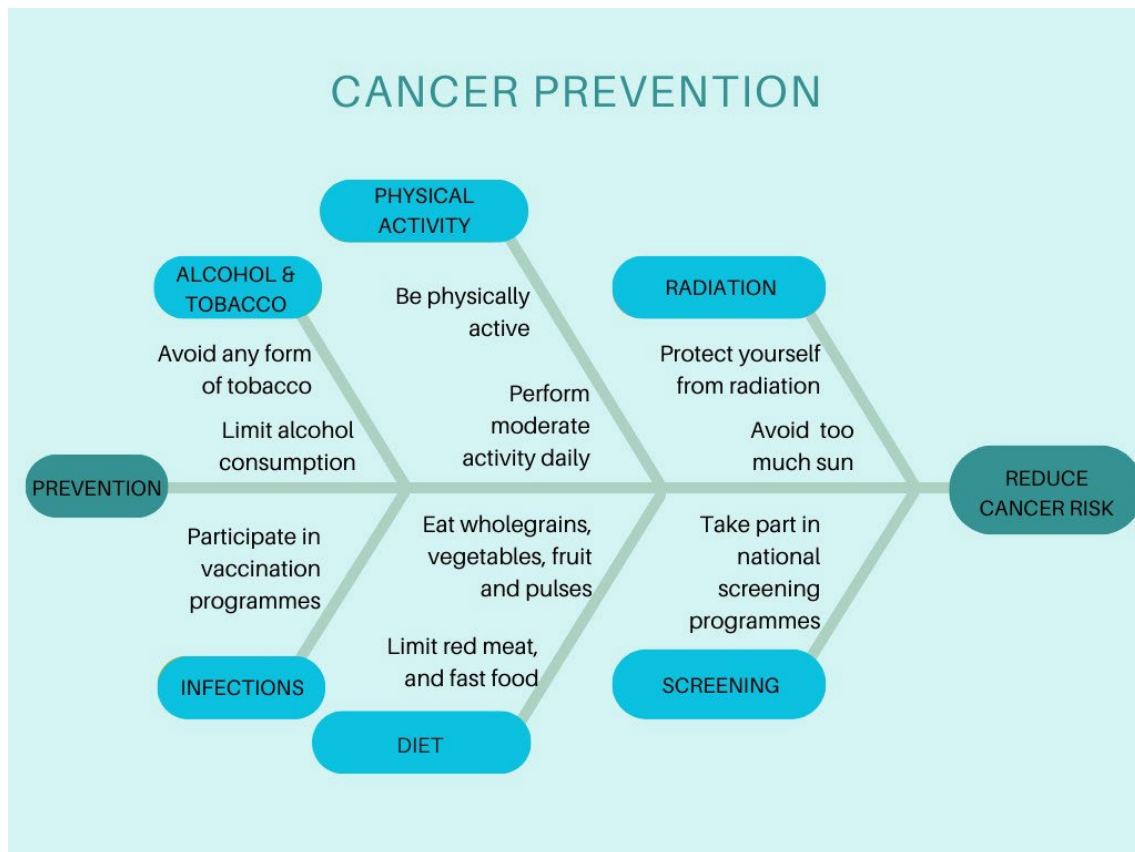 CANCER PREVENTION
PHYSICAL
ACTIVITY
ALCOHOL &
TOBACCO
RADIATION
Be physically
active
Avoid any form
of tobacco
Protect yourself
from radiation
Perform
moderate
activity daily
Limit alcohol
consumption
Avoid too
much sun
PREVENTION
REDUCE
CANCER RISK
Participate in
vaccination
programmes
Eat wholegrains,
vegetables, fruit
and pulses
Take part in
national
screening
programmes
Limit red meat,
and fast food
INFECTIONS
SCREENING
DIET